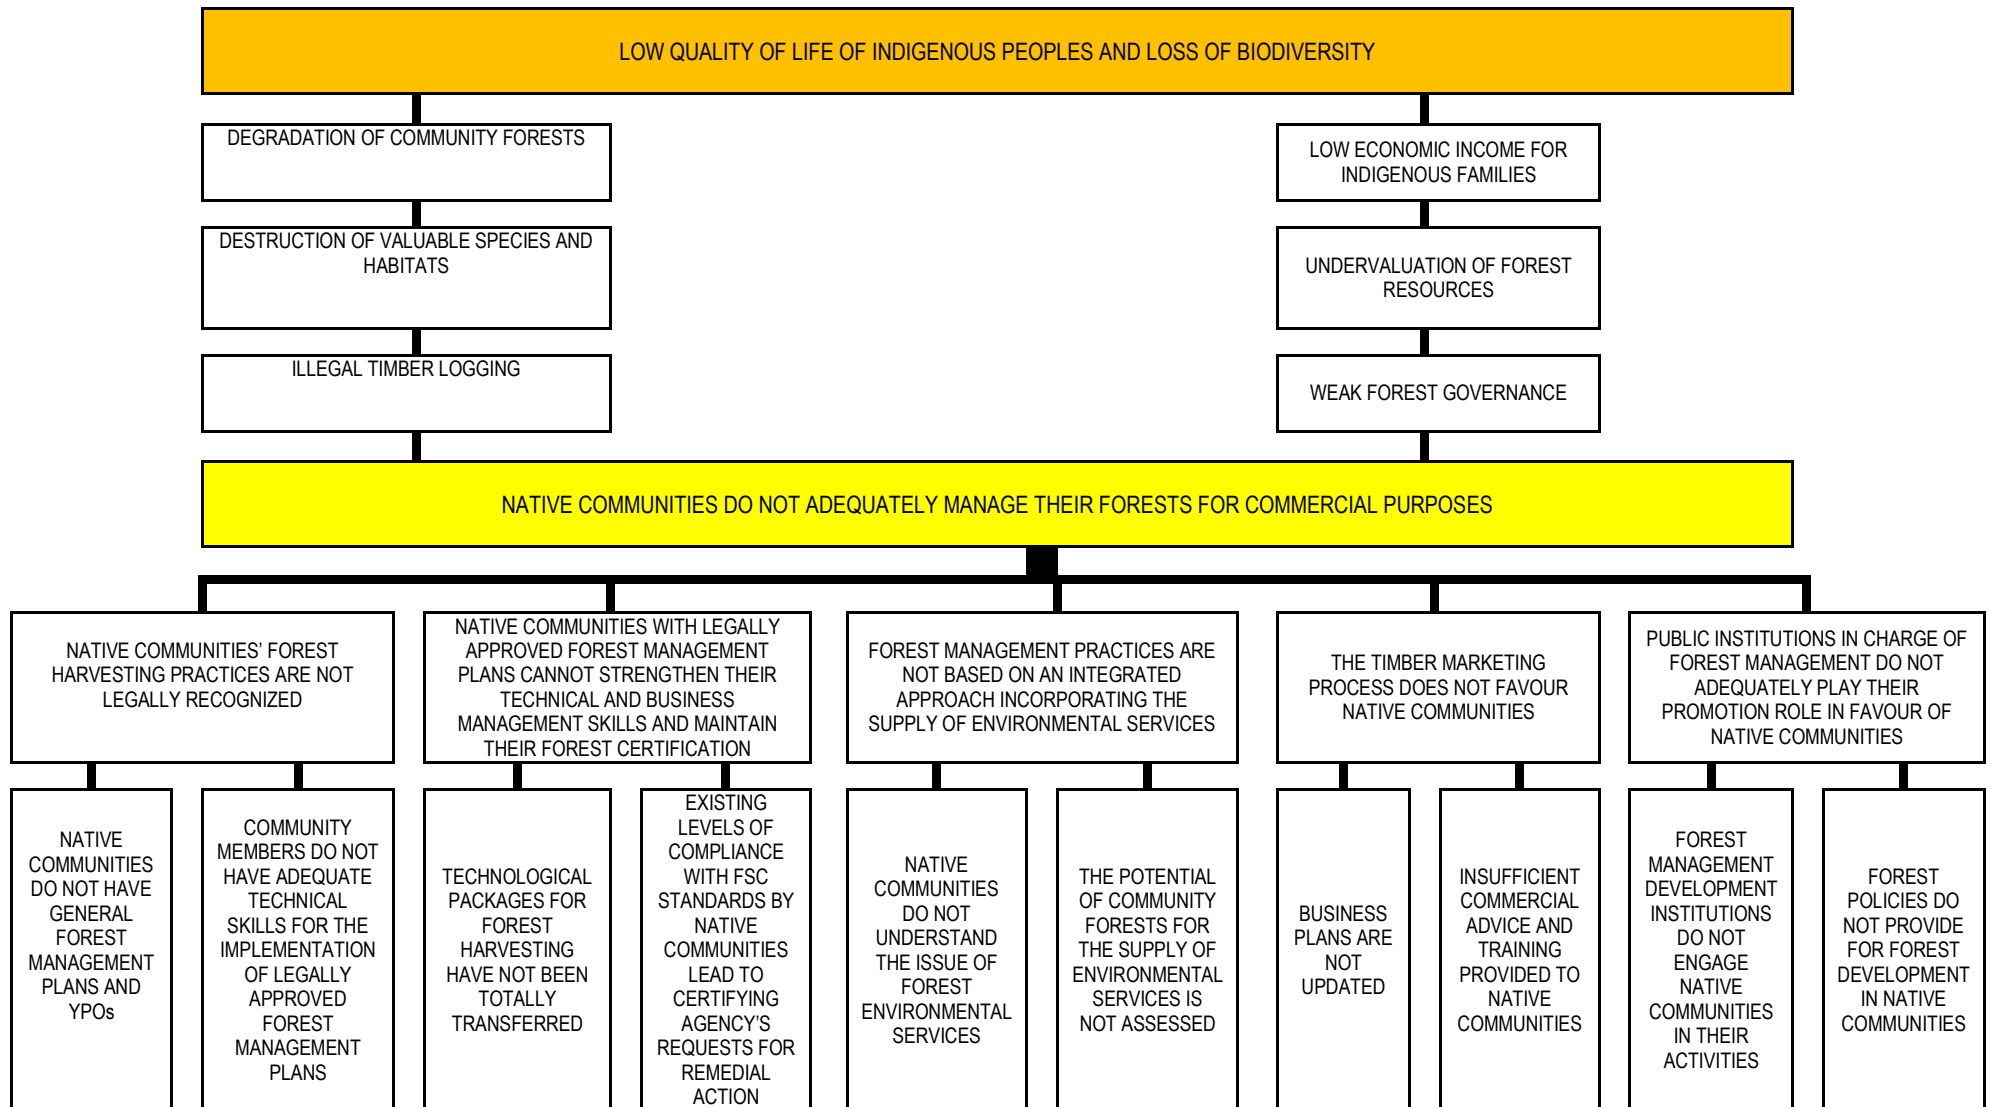 LOW QUALITY OF LIFE OF INDIGENOUS PEOPLES AND LOSS OF BIODIVERSITY
DEGRADATION OF COMMUNITY FORESTS
LOW ECONOMIC INCOME FOR
INDIGENOUS FAMILIES
DESTRUCTION OF VALUABLE SPECIES AND
HABITATS
UNDERVALUATION OF FOREST
RESOURCES
ILLEGAL TIMBER LOGGING
WEAK FOREST GOVERNANCE
NATIVE COMMUNITIES DO NOT ADEQUATELY MANAGE THEIR FORESTS FOR COMMERCIAL PURPOSES
NATIVE COMMUNITIES’ FOREST
HARVESTING PRACTICES ARE NOT
LEGALLY RECOGNIZED
NATIVE COMMUNITIES WITH LEGALLY
APPROVED FOREST MANAGEMENT
PLANS CANNOT STRENGTHEN THEIR
TECHNICAL AND BUSINESS
MANAGEMENT SKILLS AND MAINTAIN
THEIR FOREST CERTIFICATION
FOREST MANAGEMENT PRACTICES ARE
NOT BASED ON AN INTEGRATED
APPROACH INCORPORATING THE
SUPPLY OF ENVIRONMENTAL SERVICES
THE TIMBER MARKETING
PROCESS DOES NOT FAVOUR
NATIVE COMMUNITIES
PUBLIC INSTITUTIONS IN CHARGE OF
FOREST MANAGEMENT DO NOT
ADEQUATELY PLAY THEIR
PROMOTION ROLE IN FAVOUR OF
NATIVE COMMUNITIES
NATIVE
COMMUNITIES
DO NOT HAVE
GENERAL
FOREST
MANAGEMENT
PLANS AND
YPOs
COMMUNITY
MEMBERS DO NOT
HAVE ADEQUATE
TECHNICAL
SKILLS FOR THE
IMPLEMENTATION
OF LEGALLY
APPROVED
FOREST
MANAGEMENT
PLANS
TECHNOLOGICAL
PACKAGES FOR
FOREST
HARVESTING
HAVE NOT BEEN
TOTALLY
TRANSFERRED
EXISTING
LEVELS OF
COMPLIANCE
WITH FSC
STANDARDS BY
NATIVE
COMMUNITIES
LEAD TO
CERTIFYING
AGENCY’S
REQUESTS FOR
REMEDIAL
ACTION
NATIVE
COMMUNITIES
DO NOT
UNDERSTAND
THE ISSUE OF
FOREST
ENVIRONMENTAL
SERVICES
THE POTENTIAL
OF COMMUNITY
FORESTS FOR
THE SUPPLY OF
ENVIRONMENTAL
SERVICES IS
NOT ASSESSED
BUSINESS
PLANS ARE
NOT
UPDATED
INSUFFICIENT
COMMERCIAL
ADVICE AND
TRAINING
PROVIDED TO
NATIVE
COMMUNITIES
FOREST
MANAGEMENT
DEVELOPMENT
INSTITUTIONS
DO NOT
ENGAGE
NATIVE
COMMUNITIES
IN THEIR
ACTIVITIES
FOREST
POLICIES DO
NOT PROVIDE
FOR FOREST
DEVELOPMENT
IN NATIVE
COMMUNITIES